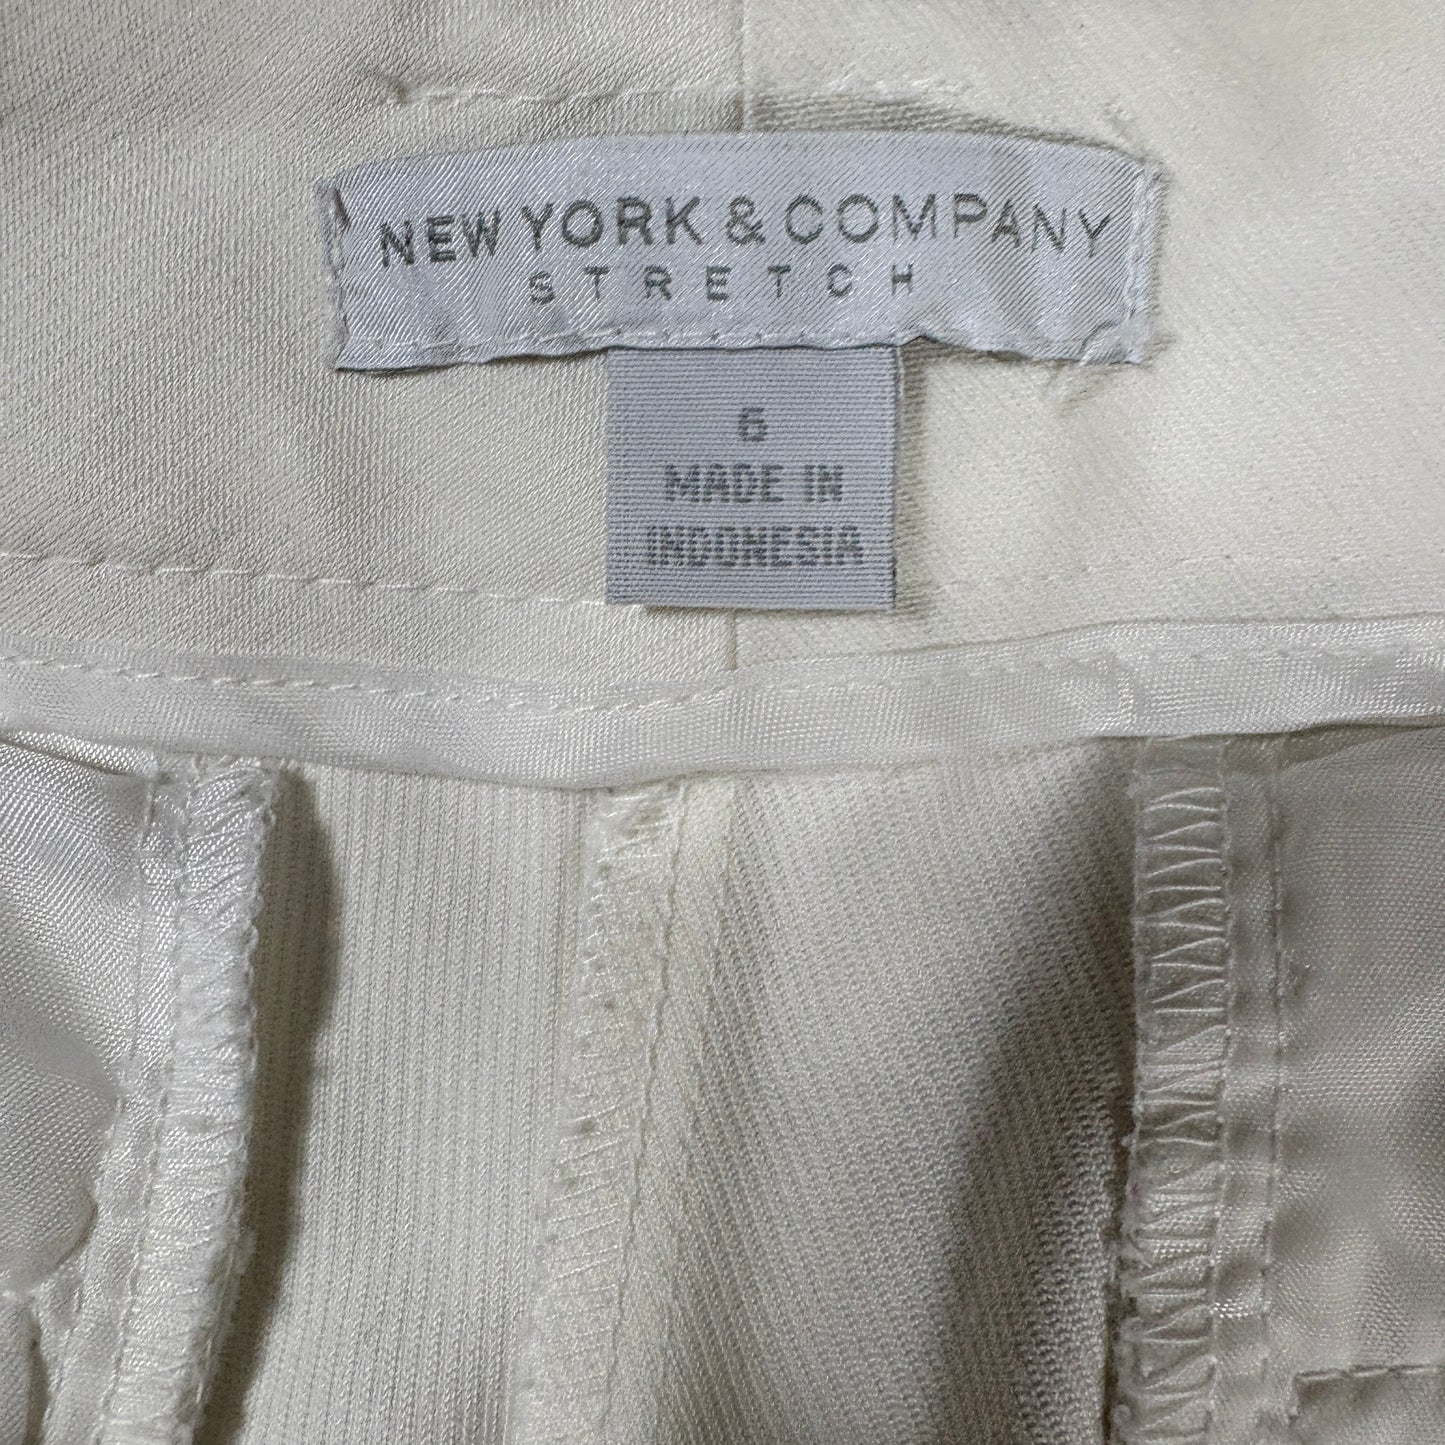 NEW YORK & COMPANY
STRETCH
6
MADE IN
INDONESIA